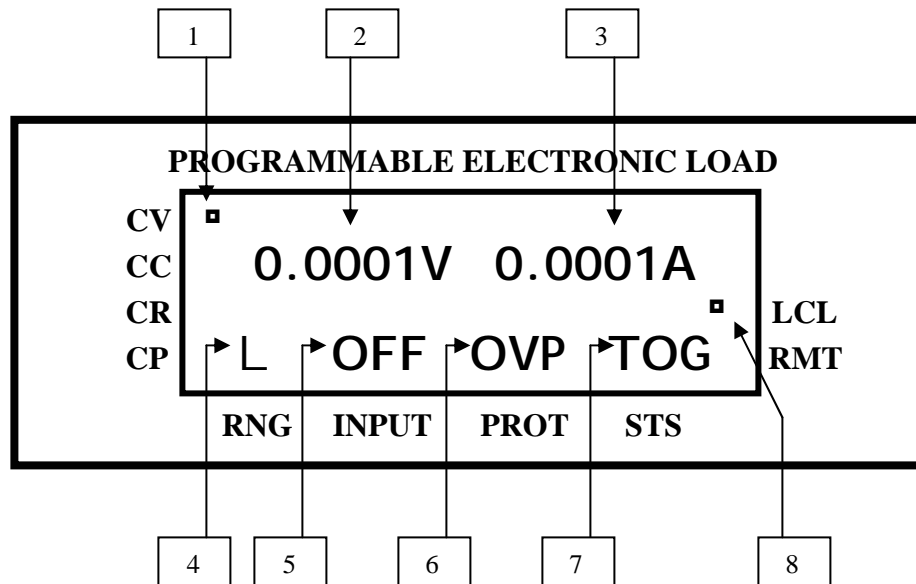 1 2 3
PROGRAMMABLE ELECTRONIC LOAD
CV
CC 0.0001V 0.0001A
CR LCL
CP L OFF OVP TOG RMT
RNG INPUT PROT STS
4 5 6 7 8